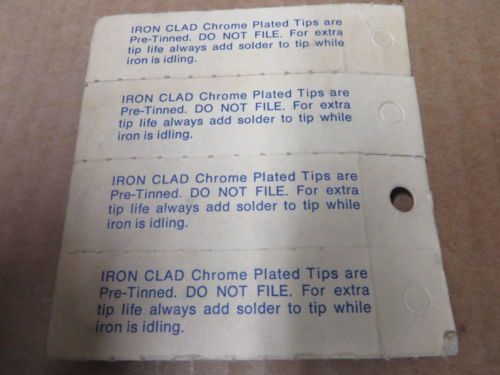 IRON CLAD Chrome Plated Tips are
Pre-Tinned. DO NOT FILE. For extra
tip life always add solder to tip while
iron is idling.
IRON CLAD Chrome Plated Tips are
Pre-Tinned. DO NOT FILE. For extra
tip life always add solder to tip while
iron is idling.
IRON CLAD Chrome Plated Tips are
Pre-Tinned. DO NOT FILE. For extra
tip life always add solder to tip while
iron is idling.
IRON CLAD Chrome Plated Tips are
Pre-Tinned. DO NOT FILE. For extra
tip life always add solder to tip while
iron is idling.